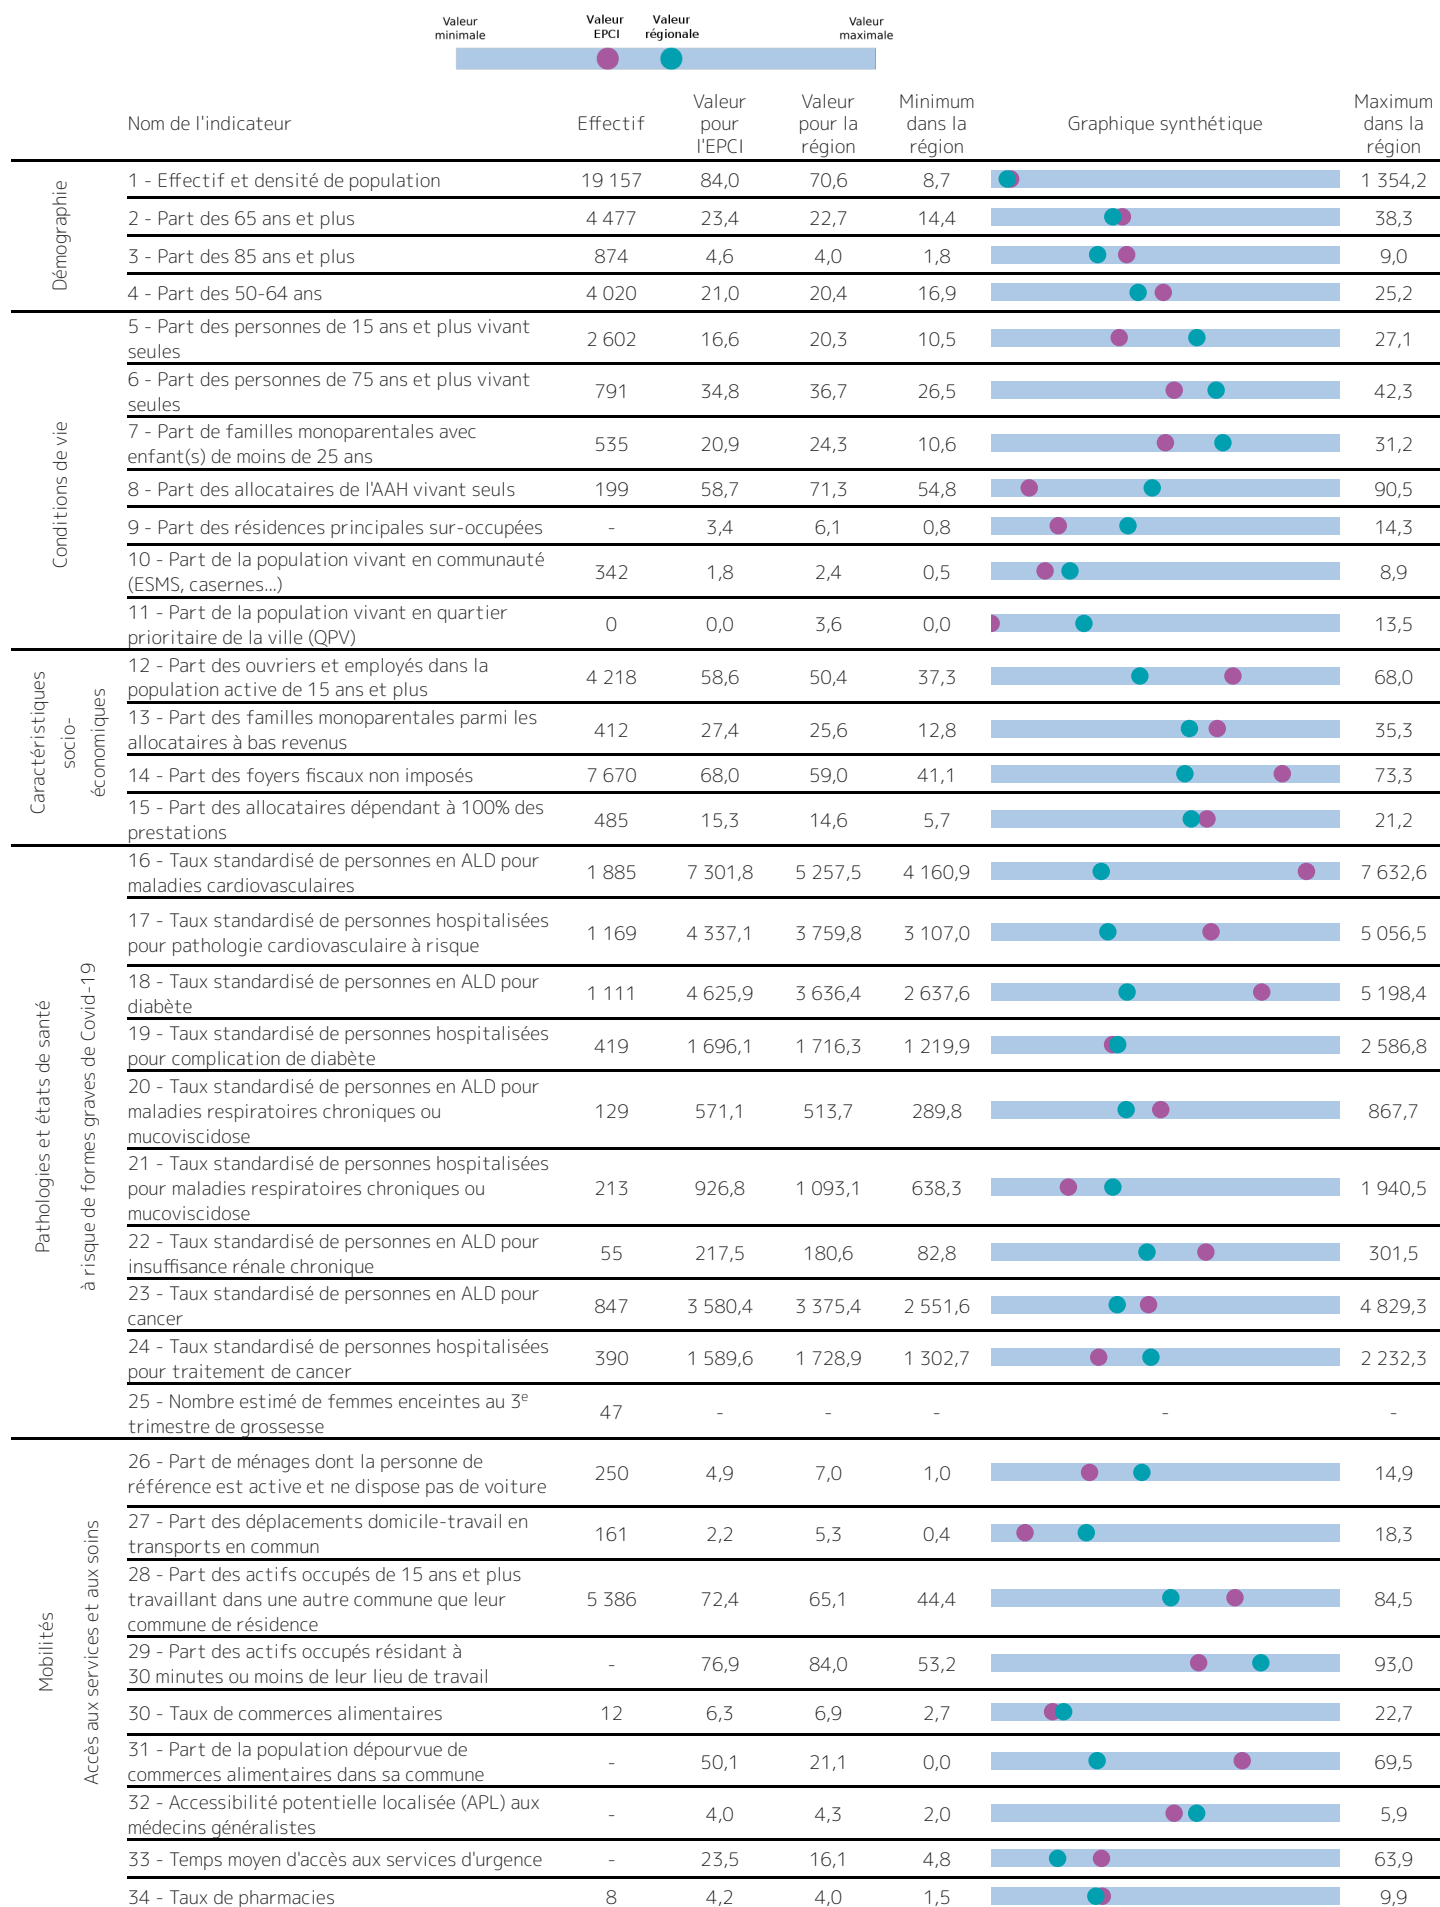 Valeur
minimale
Valeur
EPCI
Valeur
régionale
Valeur
maximale
Nom de l'indicateur
Effectif
Valeur
pour
l'EPCI
Valeur
pour la
région
Minimum
dans la
région
Graphique synthétique
Maximum
dans la
région
Démographie
1 - Effectif et densité de population 19 157 84,0 70,6 8,7 1 354,2
2 - Part des 65 ans et plus 4 477 23,4 22,7 14,4 38,3
3 - Part des 85 ans et plus 874 4,6 4,0 1,8 9,0
4 - Part des 50-64 ans 4 020 21,0 20,4 16,9 25,2
Conditions de vie
5 - Part des personnes de 15 ans et plus vivant
seules 2 602 16,6 20,3 10,5 27,1
6 - Part des personnes de 75 ans et plus vivant
seules 791 34,8 36,7 26,5 42,3
7 - Part de familles monoparentales avec
enfant(s) de moins de 25 ans 535 20,9 24,3 10,6 31,2
8 - Part des allocataires de l'AAH vivant seuls 199 58,7 71,3 54,8 90,5
9 - Part des résidences principales sur-occupées - 3,4 6,1 0,8 14,3
10 - Part de la population vivant en communauté
(ESMS, casernes...) 342 1,8 2,4 0,5 8,9
11 - Part de la population vivant en quartier
prioritaire de la ville (QPV) 0 0,0 3,6 0,0 13,5
Caractéristiques
socio-
économiques
12 - Part des ouvriers et employés dans la
population active de 15 ans et plus 4 218 58,6 50,4 37,3 68,0
13 - Part des familles monoparentales parmi les
allocataires à bas revenus 412 27,4 25,6 12,8 35,3
14 - Part des foyers fiscaux non imposés 7 670 68,0 59,0 41,1 73,3
15 - Part des allocataires dépendant à 100% des
prestations 485 15,3 14,6 5,7 21,2
Pathologies et états de santé
à risque de formes graves de Covid-19
16 - Taux standardisé de personnes en ALD pour
maladies cardiovasculaires 1 885 7 301,8 5 257,5 4 160,9 7 632,6
17 - Taux standardisé de personnes hospitalisées
pour pathologie cardiovasculaire à risque 1 169 4 337,1 3 759,8 3 107,0 5 056,5
18 - Taux standardisé de personnes en ALD pour
diabète 1 111 4 625,9 3 636,4 2 637,6 5 198,4
19 - Taux standardisé de personnes hospitalisées
pour complication de diabète 419 1 696,1 1 716,3 1 219,9 2 586,8
20 - Taux standardisé de personnes en ALD pour
maladies respiratoires chroniques ou
mucoviscidose 129 571,1 513,7 289,8 867,7
21 - Taux standardisé de personnes hospitalisées
pour maladies respiratoires chroniques ou
mucoviscidose 213 926,8 1 093,1 638,3 1 940,5
22 - Taux standardisé de personnes en ALD pour
insuffisance rénale chronique 55 217,5 180,6 82,8 301,5
23 - Taux standardisé de personnes en ALD pour
cancer 847 3 580,4 3 375,4 2 551,6 4 829,3
24 - Taux standardisé de personnes hospitalisées
pour traitement de cancer 390 1 589,6 1 728,9 1 302,7 2 232,3
25 - Nombre estimé de femmes enceintes au 3e
trimestre de grossesse 47 - - - - -
Mobilités
Accès aux services et aux soins
26 - Part de ménages dont la personne de
référence est active et ne dispose pas de voiture 250 4,9 7,0 1,0 14,9
27 - Part des déplacements domicile-travail en
transports en commun 161 2,2 5,3 0,4 18,3
28 - Part des actifs occupés de 15 ans et plus
travaillant dans une autre commune que leur
commune de résidence 5 386 72,4 65,1 44,4 84,5
29 - Part des actifs occupés résidant à
30 minutes ou moins de leur lieu de travail - 76,9 84,0 53,2 93,0
30 - Taux de commerces alimentaires 12 6,3 6,9 2,7 22,7
31 - Part de la population dépourvue de
commerces alimentaires dans sa commune - 50,1 21,1 0,0 69,5
32 - Accessibilité potentielle localisée (APL) aux
médecins généralistes - 4,0 4,3 2,0 5,9
33 - Temps moyen d'accès aux services d'urgence - 23,5 16,1 4,8 63,9
34 - Taux de pharmacies 8 4,2 4,0 1,5 9,9